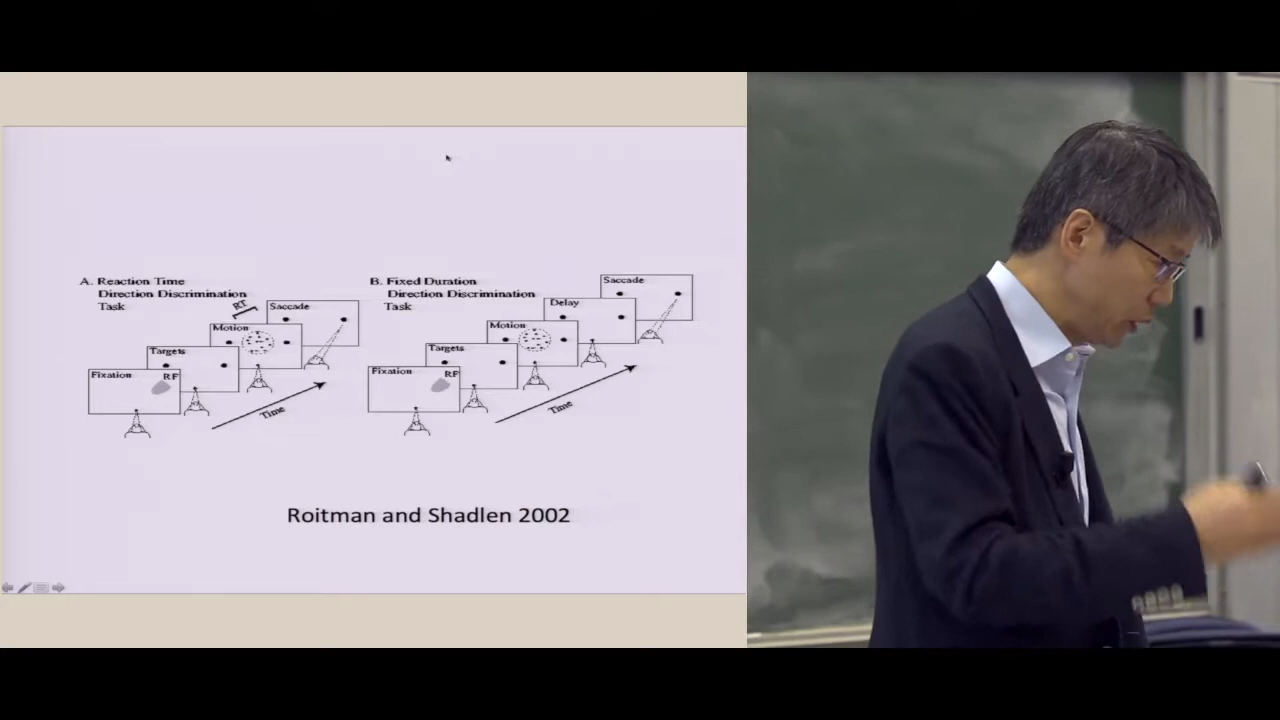 A. Reaction Time
Direction Discrimination
Task
RT
Saccade
Motion
Targets
Fixation
RF
Time
B. Fixed Duration
Direction Discrimination
Task
Saccade
Delay
Motion
Targets
Fixation
RF
Time
Roitman and Shadlen 2002